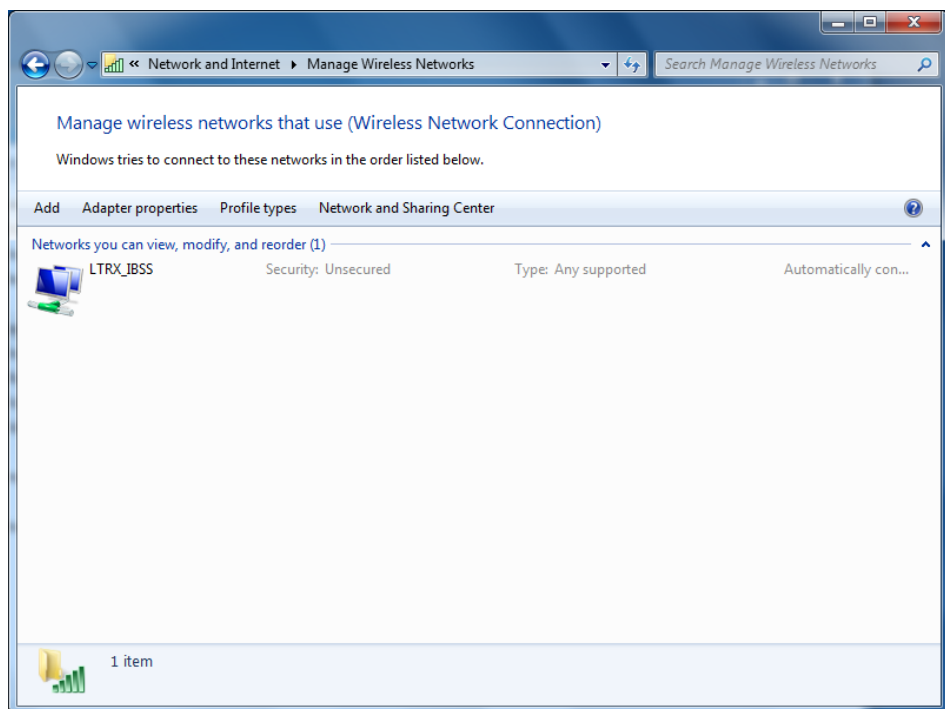 « Network and Internet ▸ Manage Wireless Networks
Search Manage Wireless Networks
Manage wireless networks that use (Wireless Network Connection)
Windows tries to connect to these networks in the order listed below.
Add Adapter properties Profile types Network and Sharing Center
Networks you can view, modify, and reorder (1)
LTRX_IBSS Security: Unsecured Type: Any supported Automatically con...
1 item